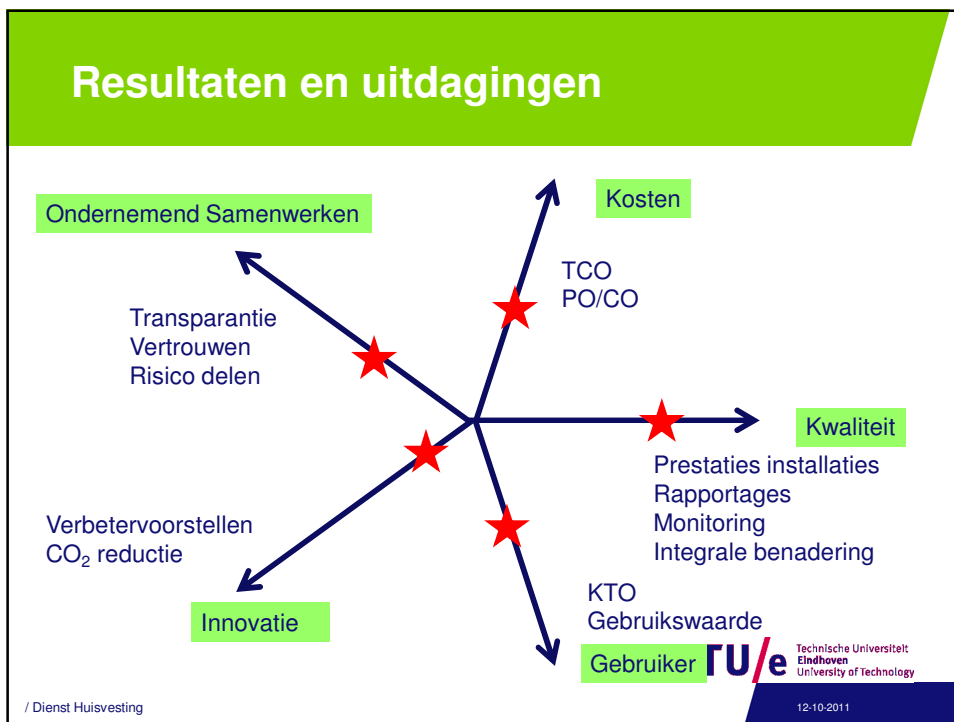 Resultaten en uitdagingen
Ondernemend Samenwerken
Kosten
TCO
PO/CO
Transparantie
Vertrouwen
Risico delen
Kwaliteit
Prestaties installaties
Rapportages
Monitoring
Integrale benadering
Verbetervoorstellen
CO₂ reductie
Innovatie
KTO
Gebruikswaarde
Gebruiker
TU/e
Technische Universiteit
Eindhoven
University of Technology
/ Dienst Huisvesting
12-10-2011